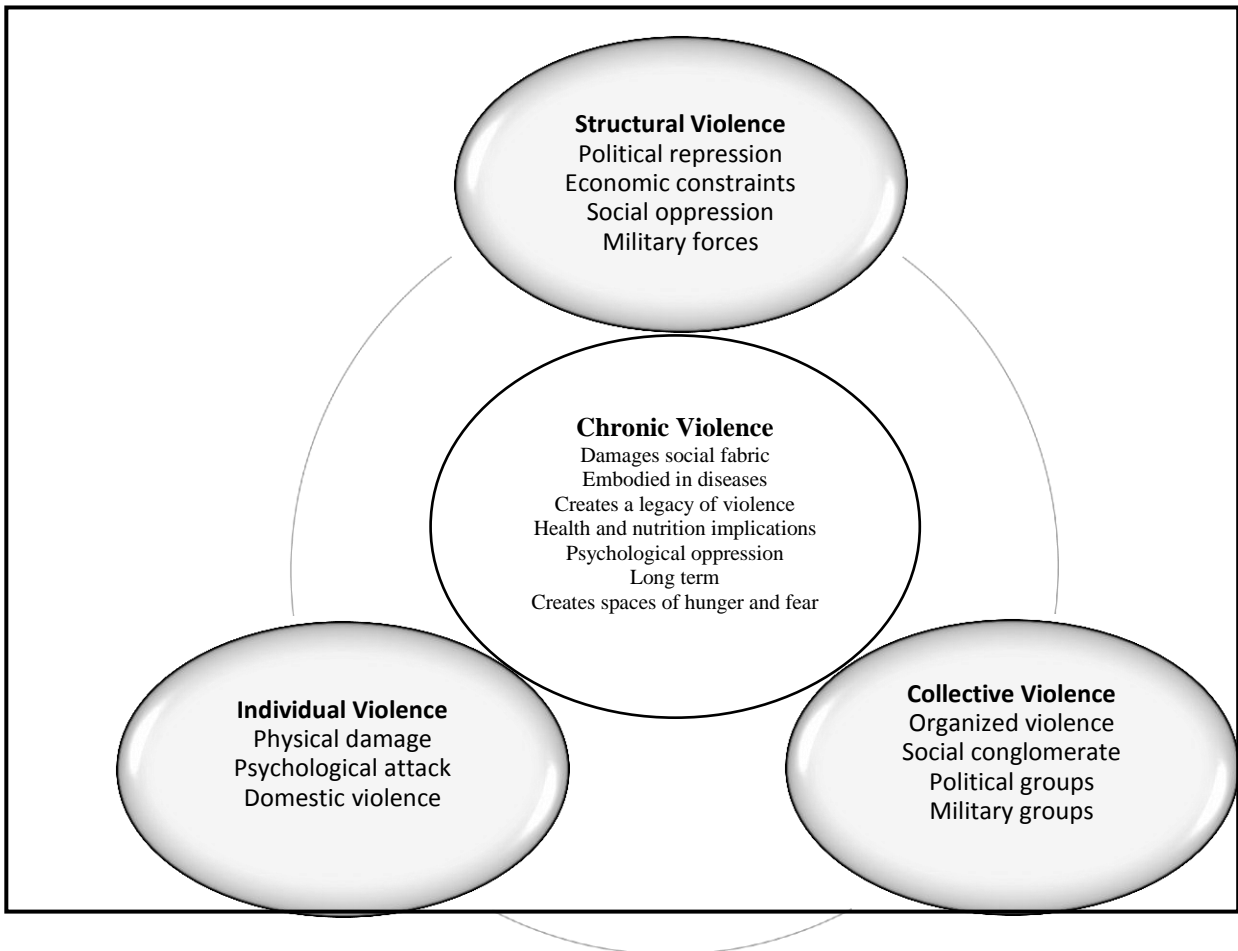 Structural Violence
Political repression
Economic constraints
Social oppression
Military forces
Chronic Violence
Damages social fabric
Embodied in diseases
Creates a legacy of violence
Health and nutrition implications
Psychological oppression
Long term
Creates spaces of hunger and fear
Individual Violence
Physical damage
Psychological attack
Domestic violence
Collective Violence
Organized violence
Social conglomerate
Political groups
Military groups